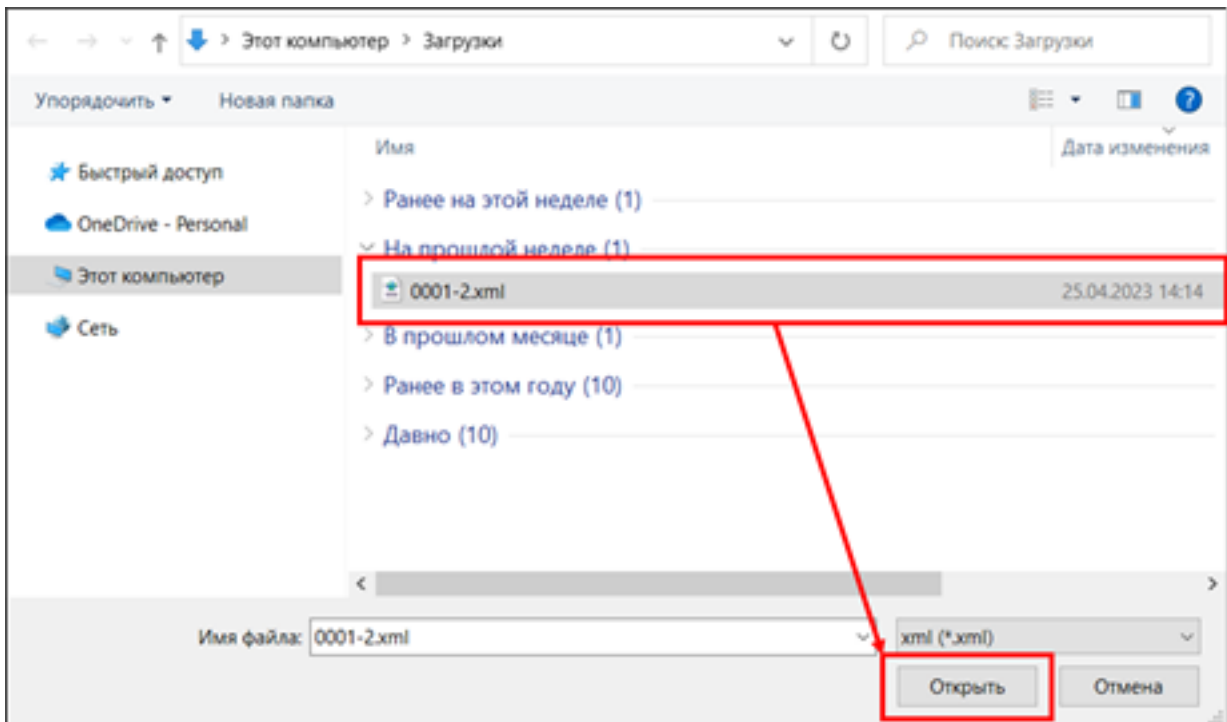 Этот компьютер > Загрузки
Поиск: Загрузки
Упорядочить Новая папка
?
Имя Дата изменения
Быстрый доступ
OneDrive - Personal
Этот компьютер
Сеть
Ранее на этой неделе (1)
На прошлой неделе (1)
0001-2.xml 25.04.2023 14:14
В прошлом месяце (1)
Ранее в этом году (10)
Давно (10)
Имя файла: 0001-2.xml xml (*.xml)
Открыть Отмена